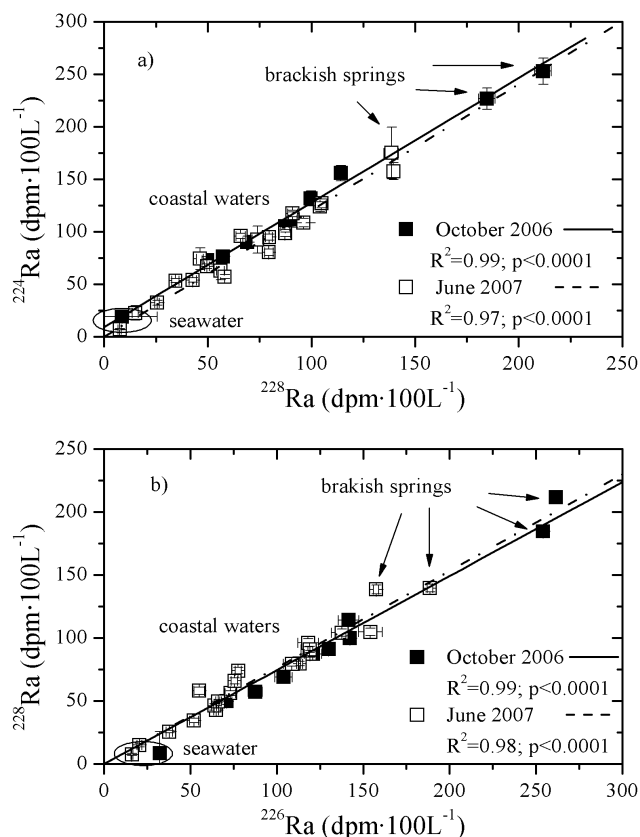 300
a)
250
brackish springs
200
150
coastal waters
100
October 2006
R²=0.99; p<0.0001
50
June 2007
R²=0.97; p<0.0001
seawater
0
0 50 100 150 200 250
²²⁴Ra (dpm·100L⁻¹)
²²⁸Ra (dpm·100L⁻¹)
250
b)
brakish springs
200
150
coastal waters
100
October 2006
R²=0.99; p<0.0001
50
June 2007
R²=0.98; p<0.0001
seawater
0
0 50 100 150 200 250 300
²²⁸Ra (dpm·100L⁻¹)
²²⁶Ra (dpm·100L⁻¹)